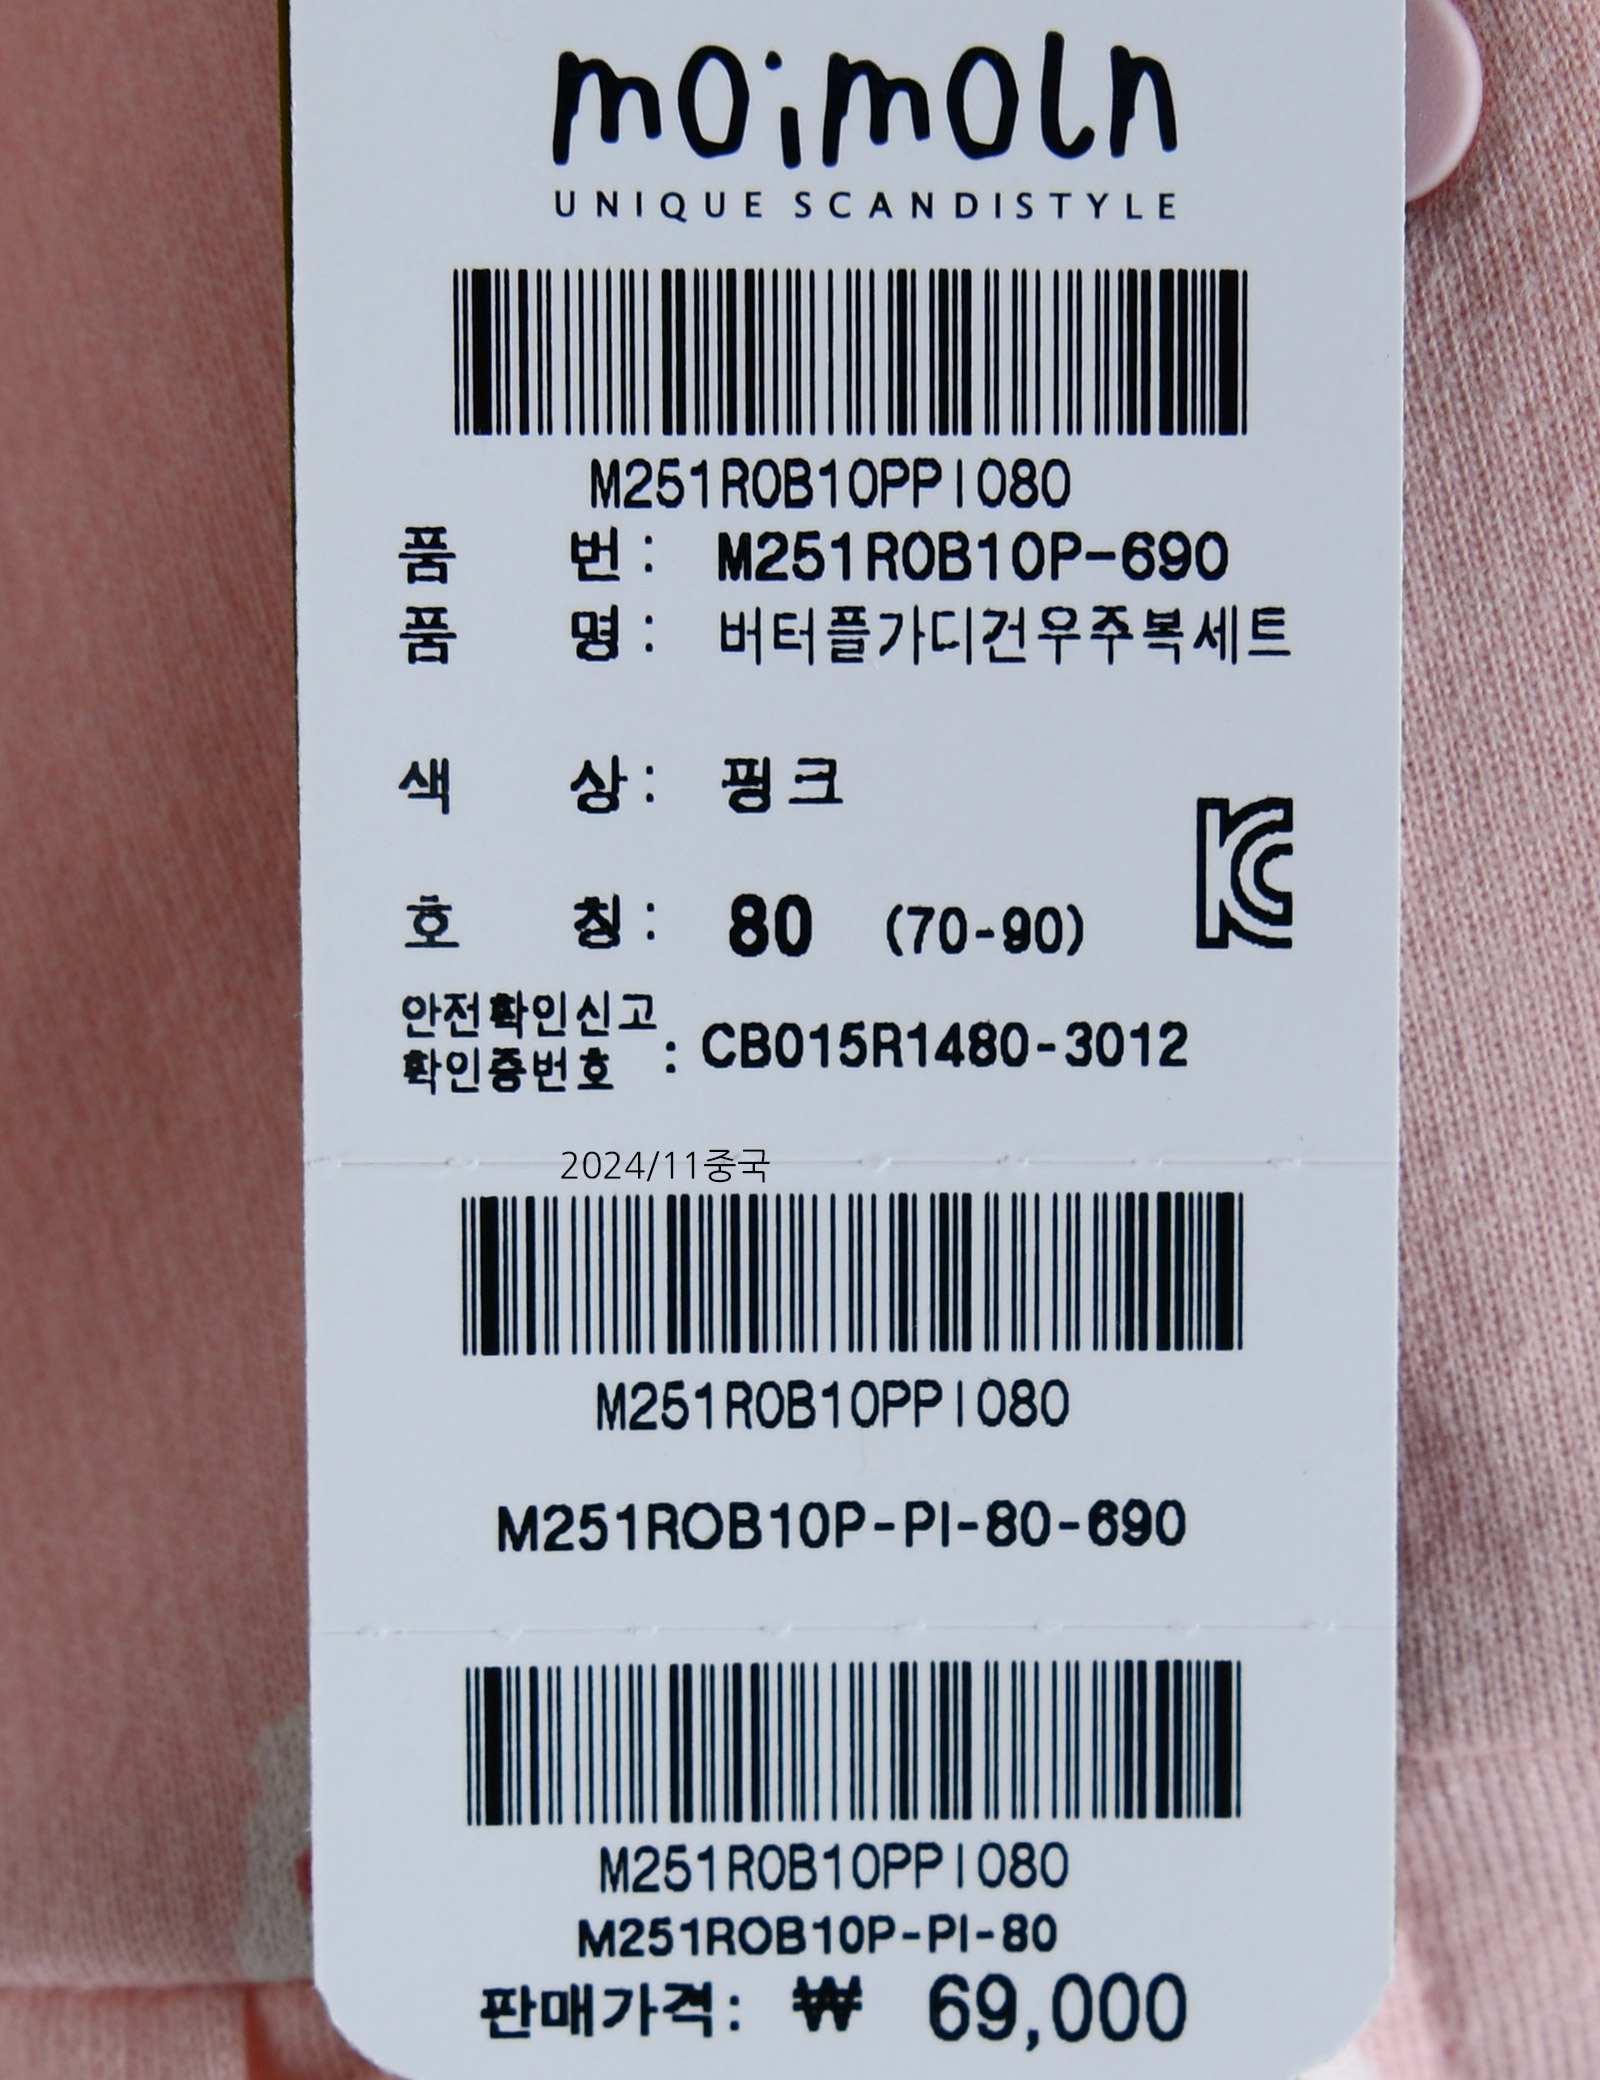 moimoln
UNIQUE SCANDISTYLE
M251ROB10PPI080
품 번 : M251ROB10P-690
품 명 : 버터플가디건우주복세트
색 상 : 핑크
호 칭 : 80 (70-90)
안전확인신고
확인증번호 : CB015R1480-3012
2024/11중국
M251ROB10PPI080
M251ROB10P-PI-80-690
M251ROB10PPI080
M251ROB10P-PI-80
판매가격: ₩ 69,000